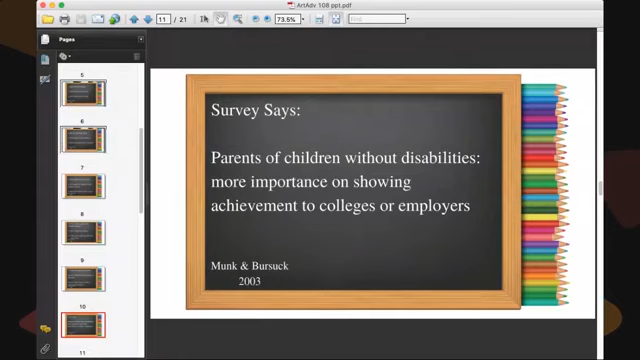 ArtAdv 108 ppt.pdf
11 / 21
73.5%
Find
Pages
5
6
7
8
9
10
11
Survey Says:
Parents of children without disabilities:
more importance on showing
achievement to colleges or employers
Munk & Bursuck
2003